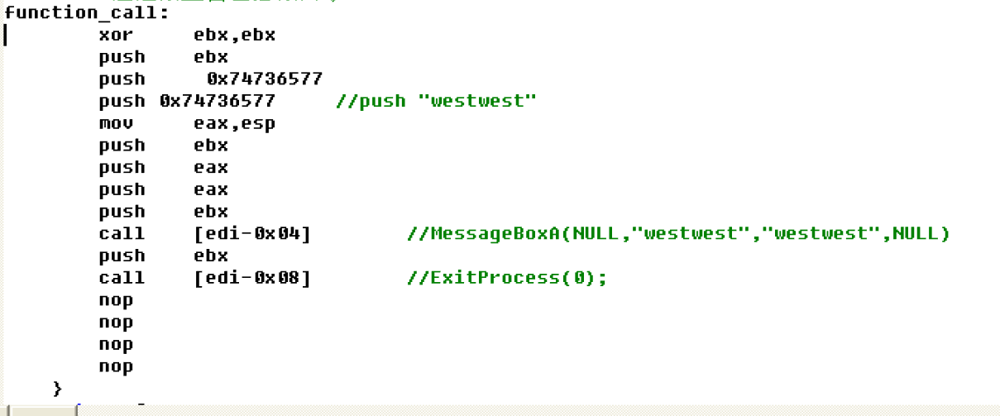 function_call:
xor ebx,ebx
push ebx
push 0x74736577
push 0x74736577 //push "westwest"
mov eax,esp
push ebx
push eax
push eax
push ebx
call [edi-0x04] //MessageBoxA(NULL,"westwest","westwest",NULL)
push ebx
call [edi-0x08] //ExitProcess(0);
nop
nop
nop
nop
}